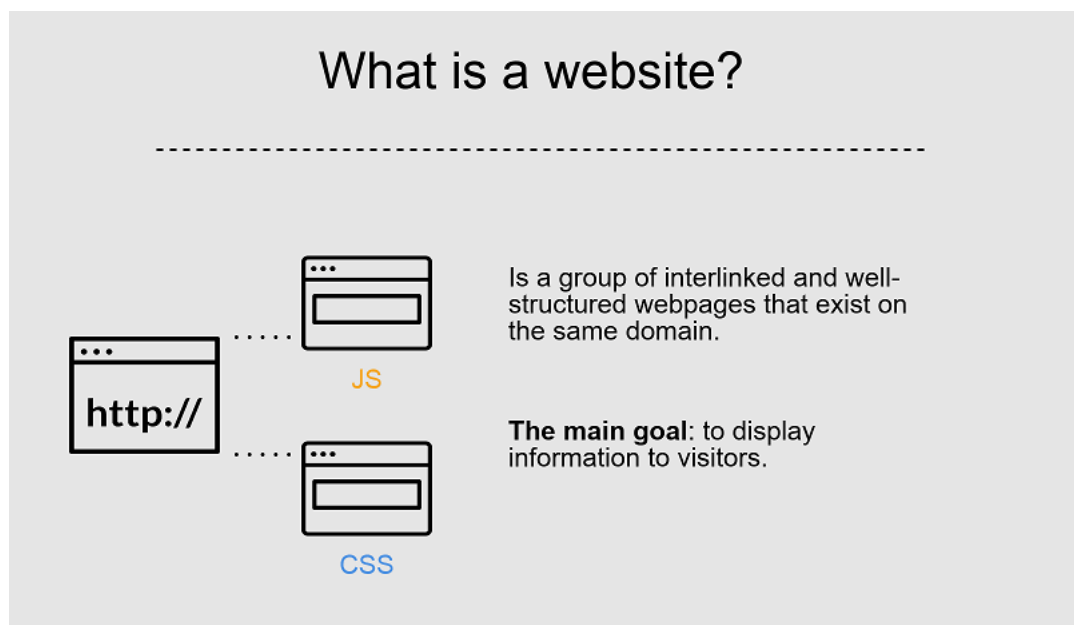 What is a website?
http://
JS
CSS
Is a group of interlinked and well-
structured webpages that exist on
the same domain.
The main goal: to display
information to visitors.